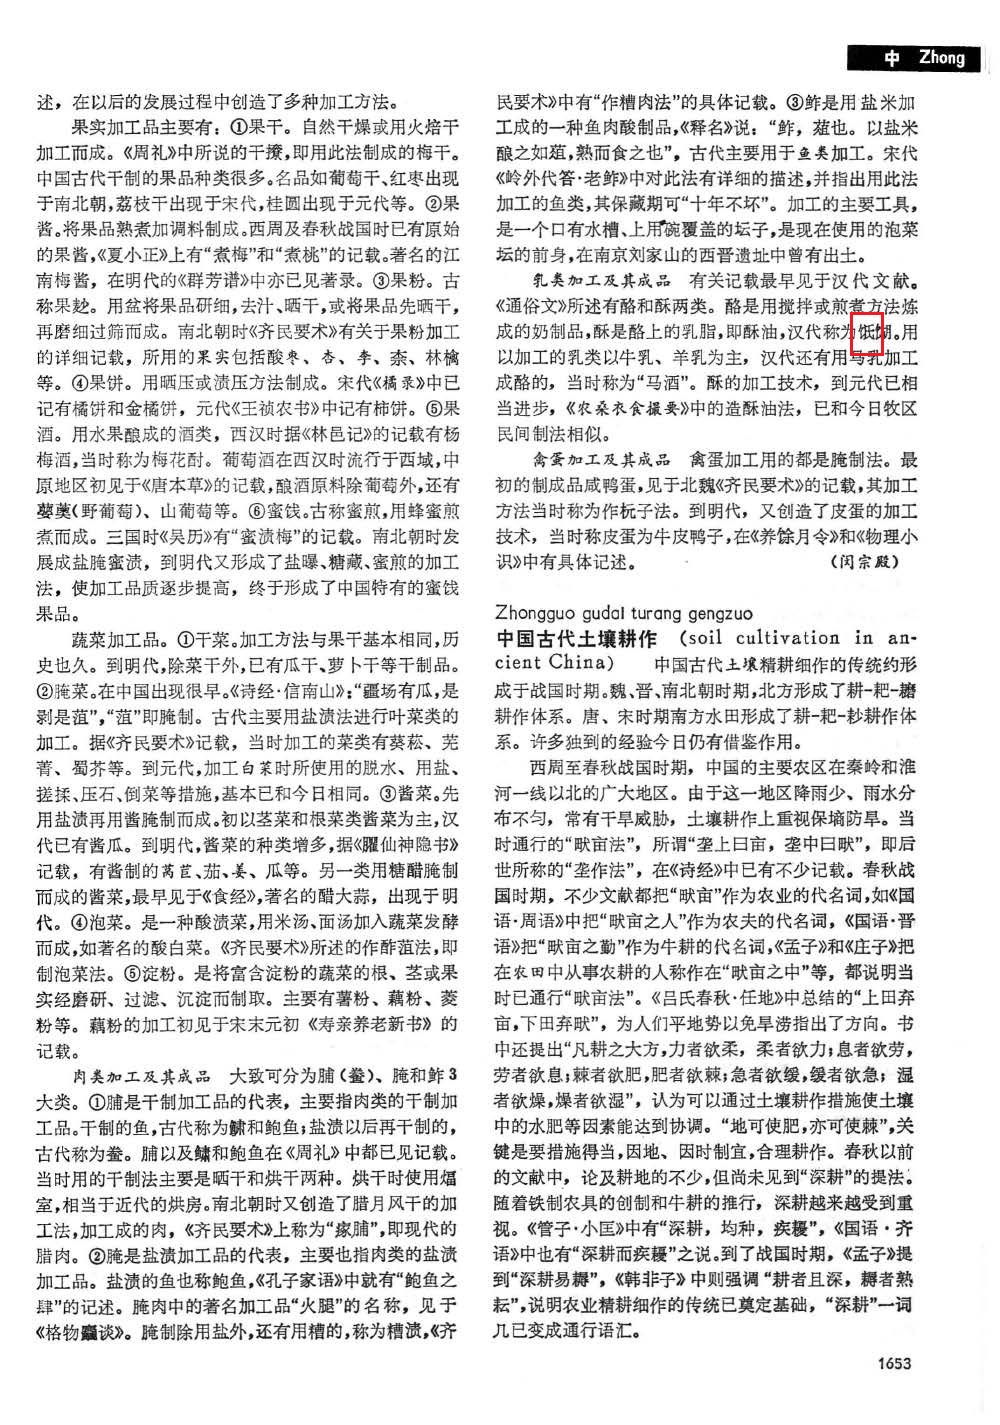 中 Zhong
述，在以后的发展过程中创造了多种加工方法。
果实加工品主要有：①果干。自然干燥或用火焙干
加工而成。《周礼》中所说的干䕩，即用此法制成的梅干。
中国古代干制的果品种类很多。名品如葡萄干、红枣出现
于南北朝，荔枝干出现于宋代，桂圆出现于元代等。②果
酱。将果品熟煮加调料制成。西周及春秋战国时已有原始
的果酱，《夏小正》上有“煮梅”和“煮桃”的记载。著名的江
南梅酱，在明代的《群芳谱》中亦已见著录。③果粉。古
称果麨。用盆将果品研细，去汁、晒干，或将果品先晒干，
再磨细过筛而成。南北朝时《齐民要术》有关于果粉加工
的详细记载，所用的果实包括酸枣、杏、李、柰、林檎
等。④果饼。用晒压或渍压方法制成。宋代《橘录》中已
记有橘饼和金橘饼，元代《王祯农书》中记有柿饼。⑤果
酒。用水果酿成的酒类，西汉时据《林邑记》的记载有杨
梅酒，当时称为梅花酎。葡萄酒在西汉时流行于西域，中
原地区初见于《唐本草》的记载，酿酒原料除葡萄外，还有
蘡薁（野葡萄）、山葡萄等。⑥蜜饯。古称蜜煎，用蜂蜜煎
煮而成。三国时《吴历》有“蜜渍梅”的记载。南北朝时发
展成盐腌蜜渍，到明代又形成了盐曝、糖藏、蜜煎的加工
法，使加工品质逐步提高，终于形成了中国特有的蜜饯
果品。
蔬菜加工品。①干菜。加工方法与果干基本相同，历
史也久。到明代，除菜干外，已有瓜干、萝卜干等干制品。
②腌菜。在中国出现很早。《诗经·信南山》：“疆场有瓜，是
剥是菹”，“菹”即腌制。古代主要用盐渍法进行叶菜类的
加工。据《齐民要术》记载，当时加工的菜类有葵菘、芜
菁、蜀芥等。到元代，加工白菜时所使用的脱水、用盐、
搓揉、压石、倒菜等措施，基本已和今日相同。③酱菜。先
用盐渍再用酱腌制而成。初以茎菜和根菜类酱菜为主，汉
代已有酱瓜。到明代，酱菜的种类增多，据《臞仙神隐书》
记载，有酱制的莴苣、茄、姜、瓜等。另一类用糖醋腌制
而成的酱菜，最早见于《食经》，著名的醋大蒜，出现于明
代。④泡菜。是一种酸渍菜，用米汤、面汤加入蔬菜发酵
而成，如著名的酸白菜。《齐民要术》所述的作酢菹法，即
制泡菜法。⑤淀粉。是将富含淀粉的蔬菜的根、茎或果
实经磨研、过滤、沉淀而制取。主要有薯粉、藕粉、菱
粉等。藕粉的加工初见于宋末元初《寿亲养老新书》的
记载。
肉类加工及其成品　大致可分为脯（鲞）、腌和鲊3
大类。①脯是干制加工品的代表，主要指肉类的干制加
工品。干制的鱼，古代称为鱐和鲍鱼；盐渍以后再干制的，
古代称为鲞。脯以及鱐和鲍鱼在《周礼》中都已见记载。
当时用的干制法主要是晒干和烘干两种。烘干时使用煏
室，相当于近代的烘房。南北朝时又创造了腊月风干的加
工法，加工成的肉，《齐民要术》上称为“瘃脯”，即现代的
腊肉。②腌是盐渍加工品的代表，主要也指肉类的盐渍
加工品。盐渍的鱼也称鲍鱼，《孔子家语》中就有“鲍鱼之
肆”的记述。腌肉中的著名加工品“火腿”的名称，见于
《格物麤谈》。腌制除用盐外，还有用糟的，称为糟渍，《齐
民要术》中有“作糟肉法”的具体记载。③鲊是用盐米加
工成的一种鱼肉酸制品，《释名》说：“鲊，菹也。以盐米
酿之如菹，熟而食之也”，古代主要用于鱼类加工。宋代
《岭外代答·老鲊》中对此法有详细的描述，并指出用此法
加工的鱼类，其保藏期可“十年不坏”。加工的主要工具，
是一个口有水槽、上用碗覆盖的坛子，是现在使用的泡菜
坛的前身，在南京刘家山的西晋遗址中曾有出土。
乳类加工及其成品　有关记载最早见于汉代文献。
《通俗文》所述有酪和酥两类。酪是用搅拌或煎煮方法炼
成的奶制品，酥是酪上的乳脂，即酥油，汉代称为餬。用
以加工的乳类以牛乳、羊乳为主，汉代还有用马乳加工
成酪的，当时称为“马酒”。酥的加工技术，到元代已相
当进步，《农桑衣食撮要》中的造酥油法，已和今日牧区
民间制法相似。
禽蛋加工及其成品　禽蛋加工用的都是腌制法。最
初的制成品咸鸭蛋，见于北魏《齐民要术》的记载，其加工
方法当时称为作杬子法。到明代，又创造了皮蛋的加工
技术，当时称皮蛋为牛皮鸭子，在《养馀月令》和《物理小
识》中有具体记述。　（闵宗殿）
Zhongguo gudai turang gengzuo
中国古代土壤耕作　（soil cultivation in an-
cient China）　中国古代土壤精耕细作的传统约形
成于战国时期。魏、晋、南北朝时期，北方形成了耕—耙—耱
耕作体系。唐、宋时期南方水田形成了耕—耙—耖耕作体
系。许多独到的经验今日仍有借鉴作用。
西周至春秋战国时期，中国的主要农区在秦岭和淮
河一线以北的广大地区。由于这一地区降雨少、雨水分
布不匀，常有干旱威胁，土壤耕作上重视保墒防旱。当
时通行的“畎亩法”，所谓“垄上曰亩，垄中曰畎”，即后
世所称的“垄作法”，在《诗经》中已有不少记载。春秋战
国时期，不少文献都把“畎亩”作为农业的代名词，如《国
语·周语》中把“畎亩之人”作为农夫的代名词，《国语·晋
语》把“畎亩之勤”作为牛耕的代名词，《孟子》和《庄子》把
在农田中从事农耕的人称作在“畎亩之中”等，都说明当
时已通行“畎亩法”。《吕氏春秋·任地》中总结的“上田弃
亩，下田弃畎”，为人们平地势以免旱涝指出了方向。书
中还提出“凡耕之大方，力者欲柔，柔者欲力；息者欲劳，
劳者欲息；棘者欲肥，肥者欲棘；急者欲缓，缓者欲急；湿
者欲燥，燥者欲湿”，认为可以通过土壤耕作措施使土壤
中的水肥等因素能达到协调。“地可使肥，亦可使棘”，关
键是要措施得当，因地、因时制宜，合理耕作。春秋以前
的文献中，论及耕地的不少，但尚未见到“深耕”的提法。
随着铁制农具的创制和牛耕的推行，深耕越来越受到重
视。《管子·小匡》中有“深耕，均种，疾耰”，《国语·齐
语》中也有“深耕而疾耰”之说。到了战国时期，《孟子》提
到“深耕易耨”，《韩非子》中则强调“耕者且深，耨者熟
耘”，说明农业精耕细作的传统已奠定基础，“深耕”一词
几已变成通行语汇。
1653